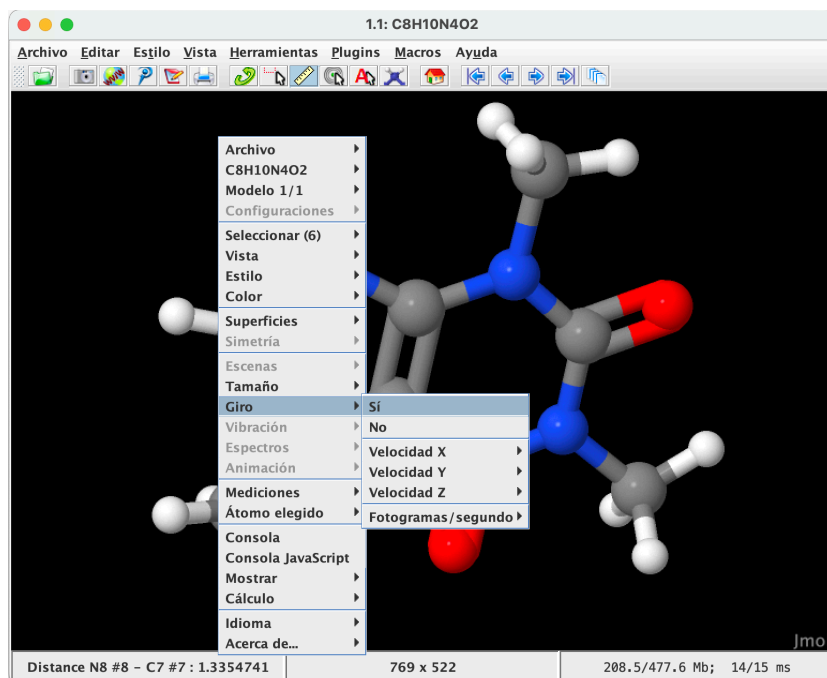 1.1: C8H10N4O2
Archivo Editar Estilo Vista Herramientas Plugins Macros Ayuda
Archivo
C8H10N4O2
Modelo 1/1
Configuraciones
Seleccionar (6)
Vista
Estilo
Color
Superficies
Simetría
Escenas
Tamaño
Giro
Vibración
Espectros
Animación
Mediciones
Átomo elegido
Consola
Consola JavaScript
Mostrar
Cálculo
Idioma
Acerca de...
Sí
No
Velocidad X
Velocidad Y
Velocidad Z
Fotogramas/segundo
Jmo
Distance N8 #8 - C7 #7 : 1.3354741 769 x 522 208.5/477.6 Mb; 14/15 ms